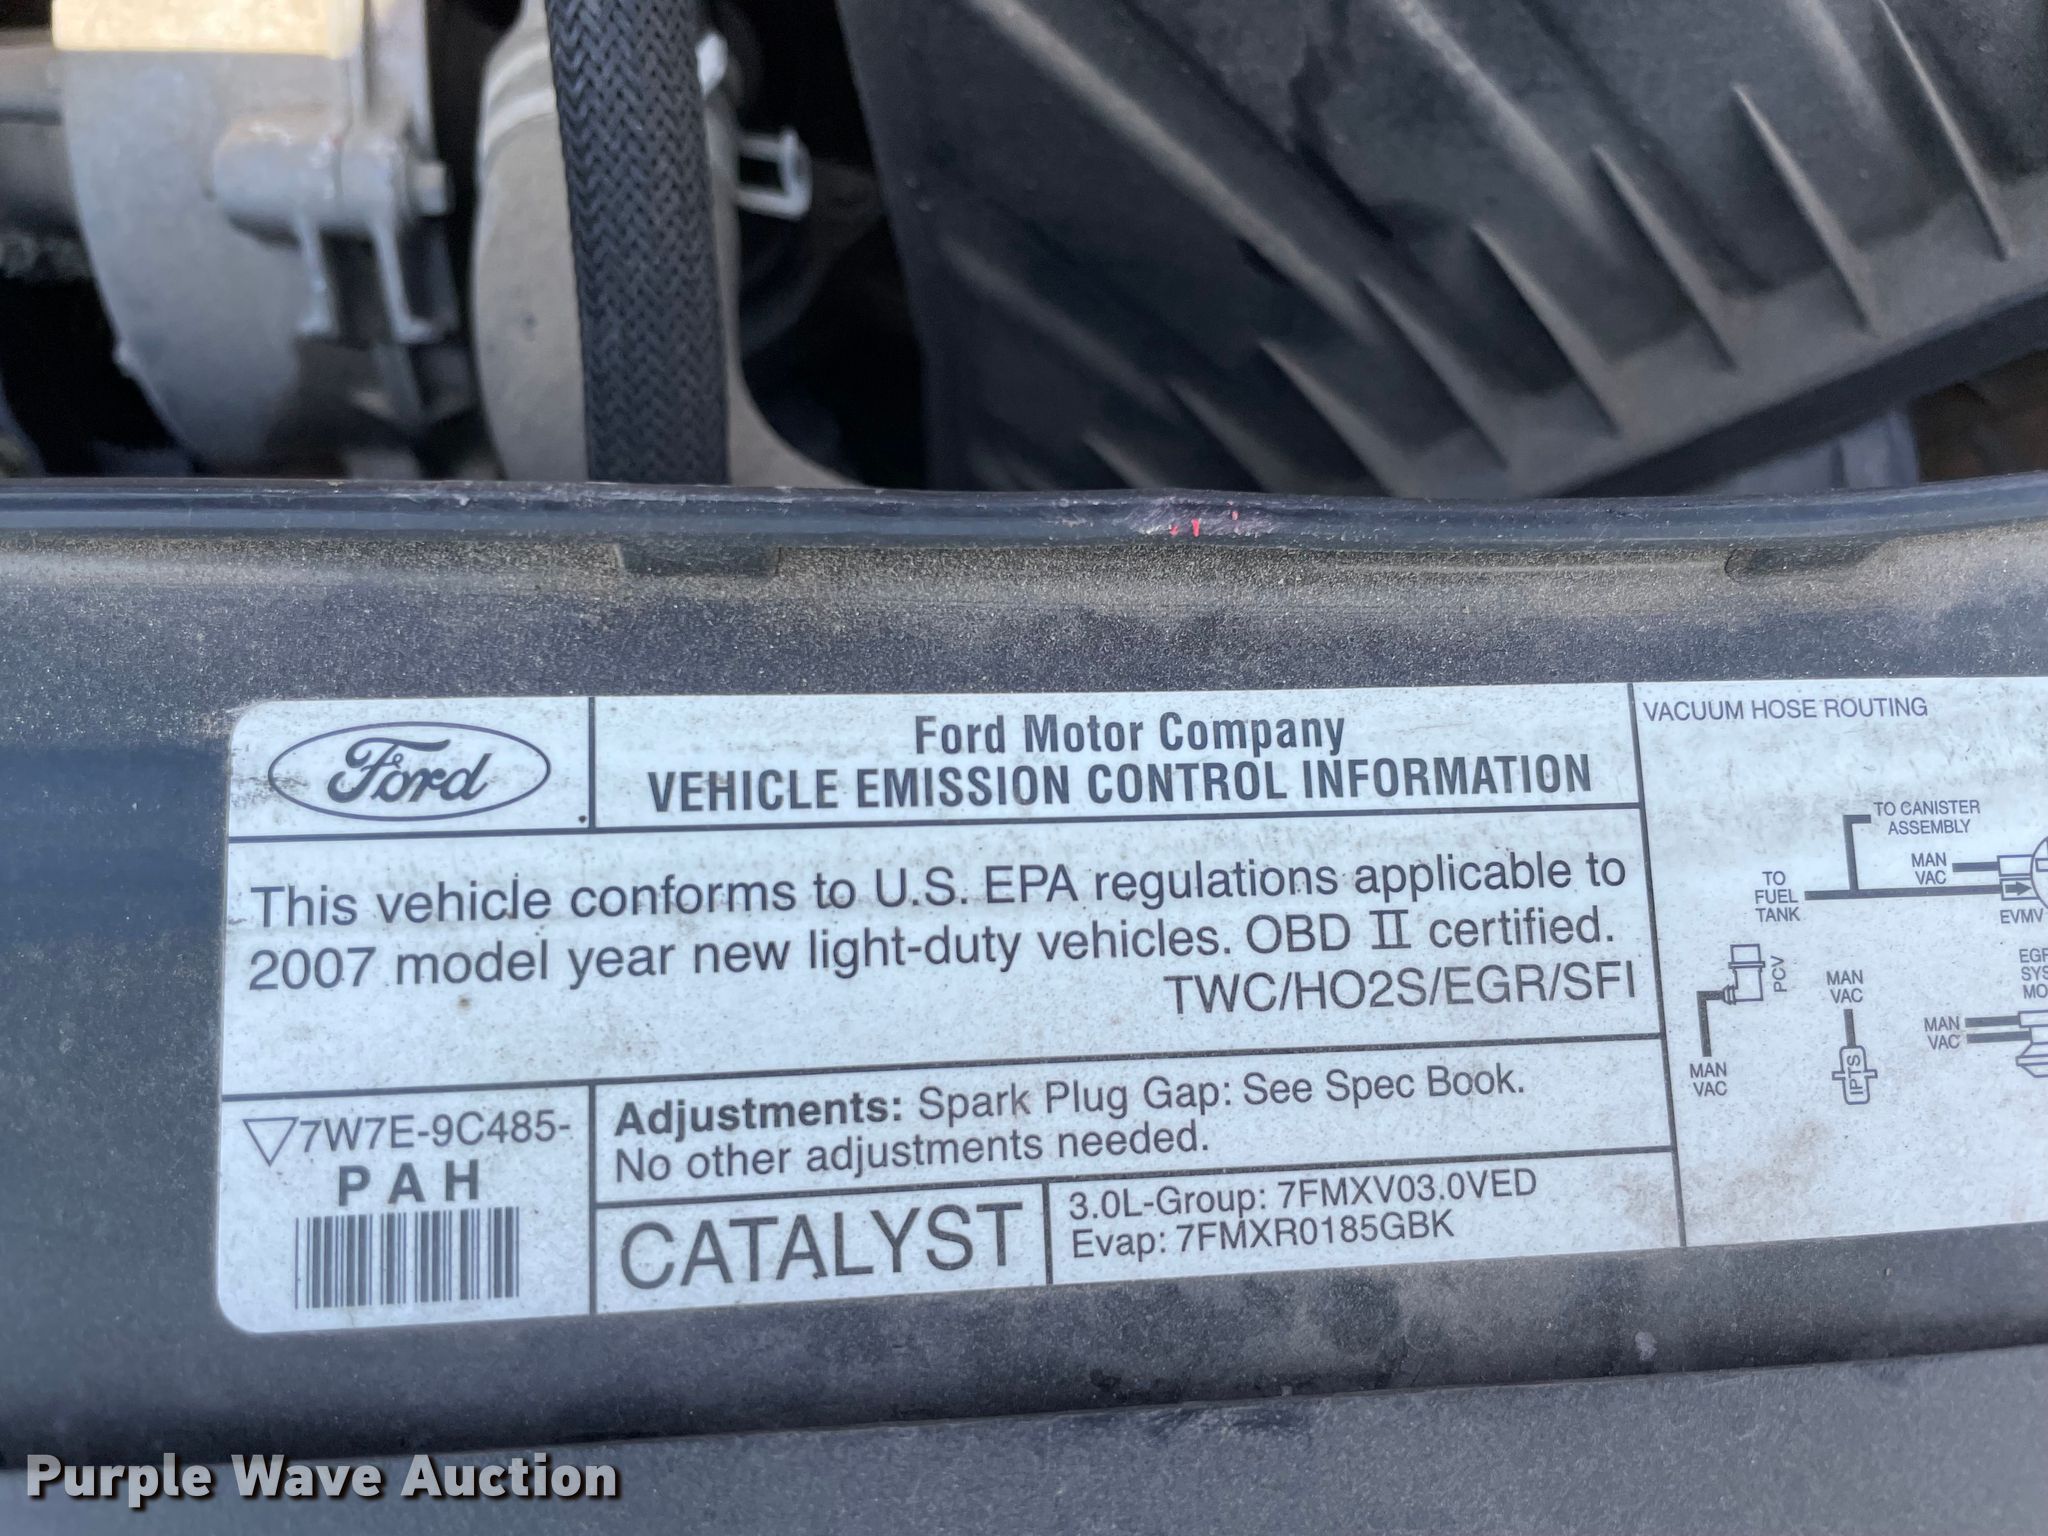 Ford
Ford Motor Company
VEHICLE EMISSION CONTROL INFORMATION
This vehicle conforms to U.S. EPA regulations applicable to
2007 model year new light-duty vehicles. OBD II certified.
TWC/HO2S/EGR/SFI
7W7E-9C485-
PAH
Adjustments: Spark Plug Gap: See Spec Book.
No other adjustments needed.
CATALYST
3.0L-Group: 7FMXV03.0VED
Evap: 7FMXR0185GBK
VACUUM HOSE ROUTING
TO CANISTER
ASSEMBLY
MAN
VAC
TO
FUEL
TANK
EVMV
PCV
MAN
VAC
MAN
VAC
IPTS
EGR
SYS
MO
MAN
VAC
Purple Wave Auction